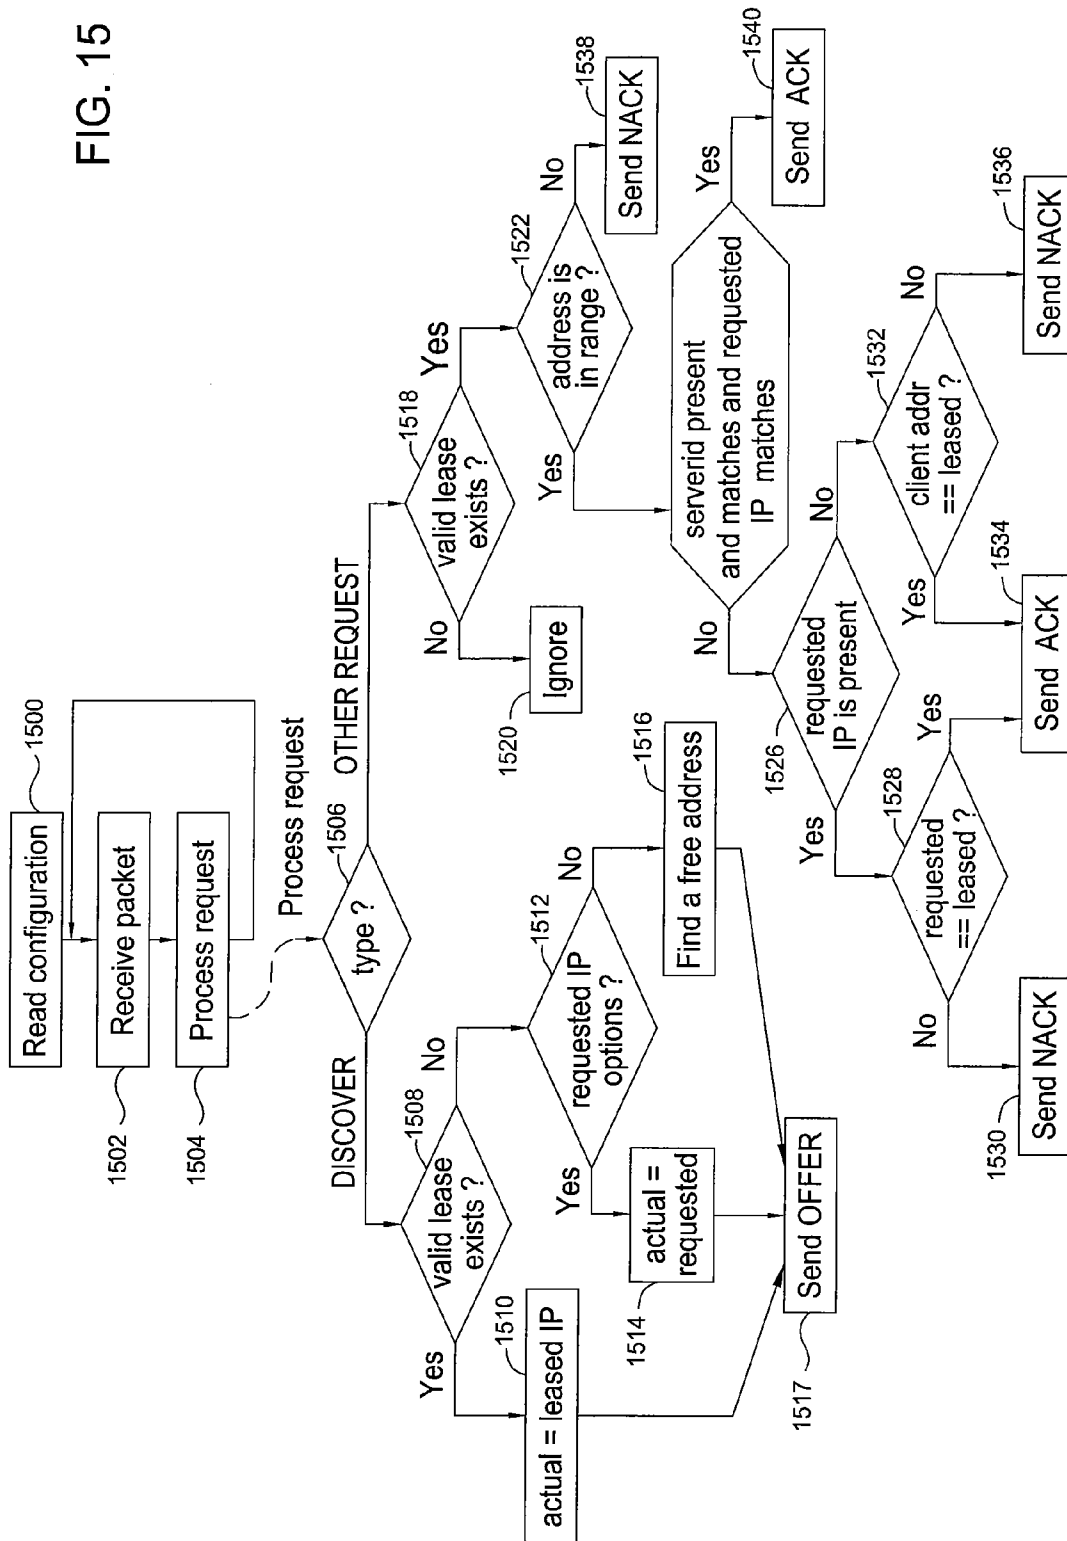 FIG. 15
Read configuration
1500
Receive packet
1502
Process request
1504
Process request
type ?
1506
DISCOVER
OTHER REQUEST
valid lease
exists ?
1508
Yes
No
actual = leased IP
1510
requested IP
options ?
1512
Yes
No
actual =
requested
1514
Find a free address
1516
Send OFFER
1517
valid lease
exists ?
1518
No
Yes
Ignore
1520
address is
in range ?
1522
Yes
No
Send NACK
1538
serverid present
and matches and requested
IP matches
No
Yes
Send ACK
1540
requested
IP is present
1526
Yes
No
requested
== leased ?
1528
No
Yes
Send NACK
1530
client addr
== leased ?
1532
Yes
No
Send ACK
1534
Send NACK
1536